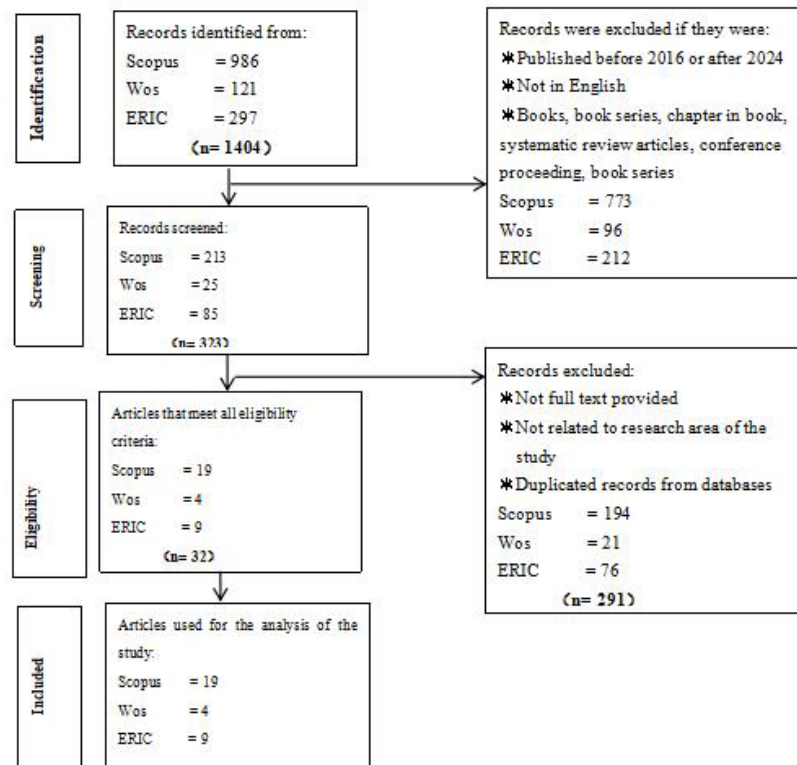 Identification
Records identified from:
Scopus = 986
Wos = 121
ERIC = 297
(n= 1404)
Records were excluded if they were:
∗Published before 2016 or after 2024
∗Not in English
∗Books, book series, chapter in book,
systematic review articles, conference
proceeding, book series
Scopus = 773
Wos = 96
ERIC = 212
Screening
Records screened:
Scopus = 213
Wos = 25
ERIC = 85
(n= 323)
Records excluded:
∗Not full text provided
∗Not related to research area of the
study
∗Duplicated records from databases
Scopus = 194
Wos = 21
ERIC = 76
(n= 291)
Eligibility
Articles that meet all eligibility
criteria:
Scopus = 19
Wos = 4
ERIC = 9
(n= 32)
Included
Articles used for the analysis of the
study:
Scopus = 19
Wos = 4
ERIC = 9